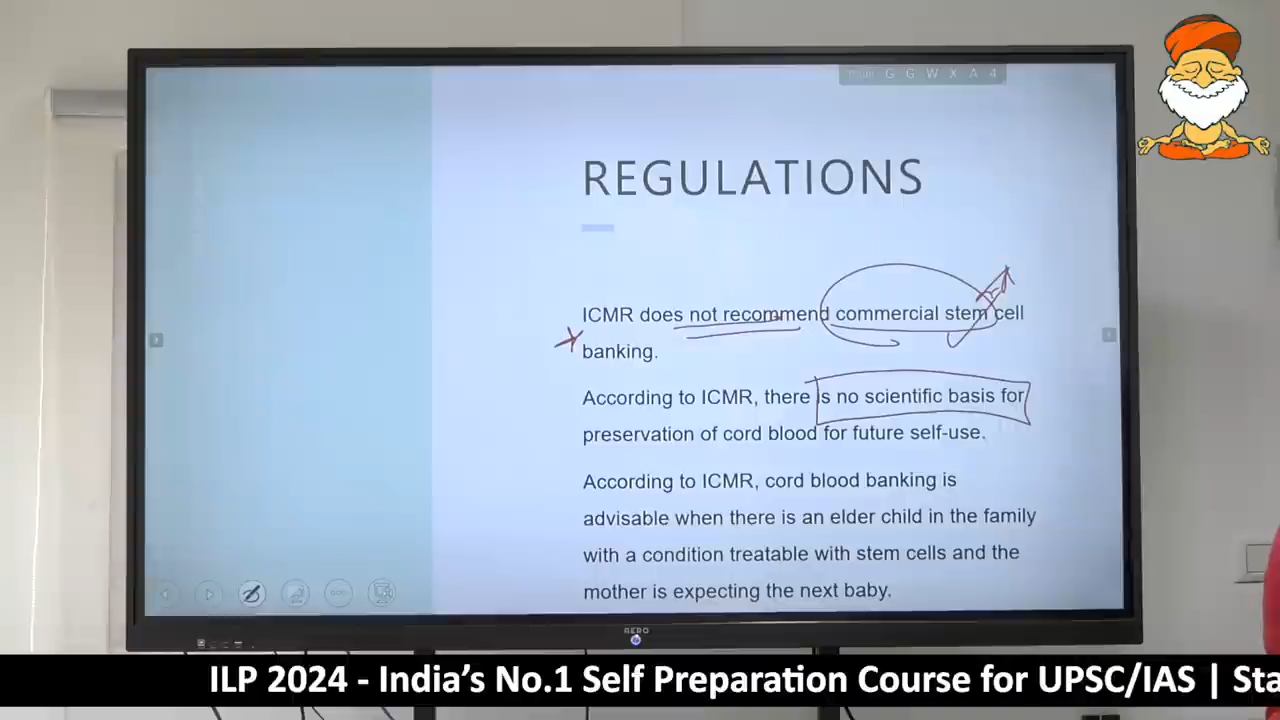 G G W X A 4
REGULATIONS
ICMR does not recommend commercial stem cell
banking.
According to ICMR, there is no scientific basis for
preservation of cord blood for future self-use.
According to ICMR, cord blood banking is
advisable when there is an elder child in the family
with a condition treatable with stem cells and the
mother is expecting the next baby.
ILP 2024 - India’s No.1 Self Preparation Course for UPSC/IAS | Sta